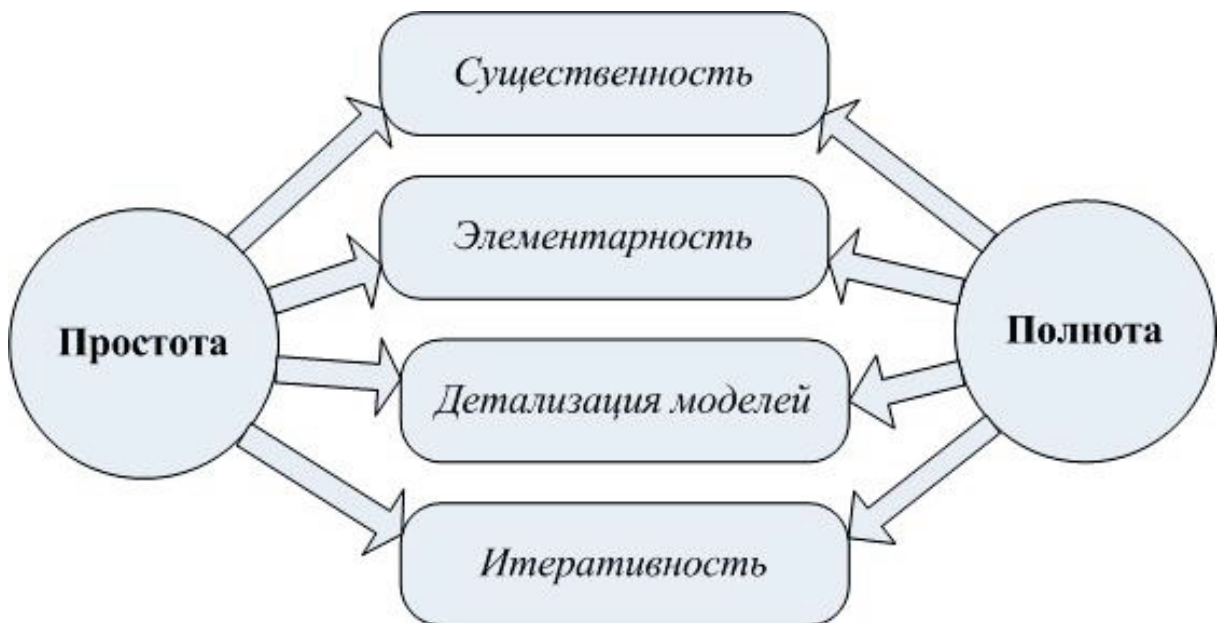 Существенность
Элементарность
Простота
Полнота
Детализация моделей
Итеративность